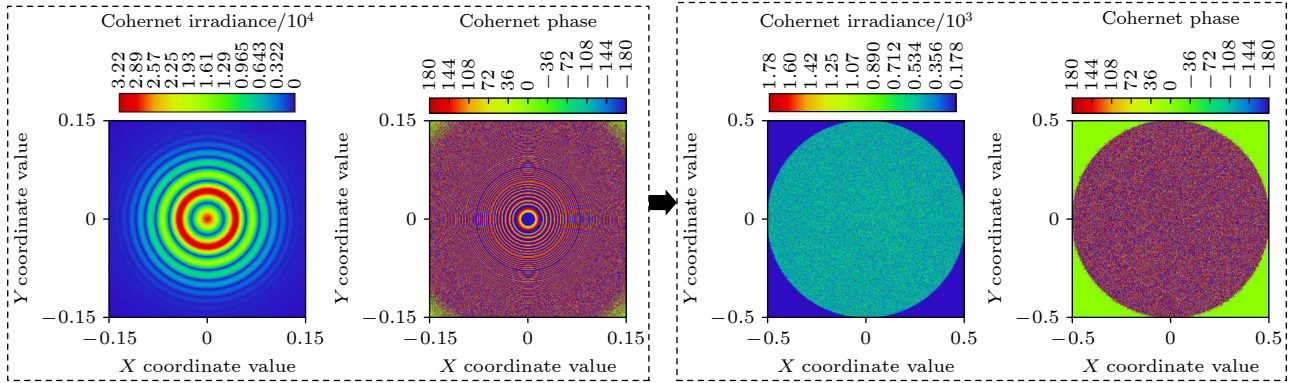 Cohernet irradiance/10⁴
3.22 2.89 2.57 2.25 1.93 1.61 1.29 0.965 0.643 0.322 0
0.15
0
−0.15
−0.15 0 0.15
Y coordinate value
X coordinate value
Cohernet phase
180 144 108 72 36 0 −36 −72 −108 −144 −180
0.15
0
−0.15
−0.15 0 0.15
Y coordinate value
X coordinate value
Cohernet irradiance/10³
1.78 1.60 1.42 1.25 1.07 0.890 0.712 0.534 0.356 0.178
0.5
0
−0.5
−0.5 0 0.5
Y coordinate value
X coordinate value
Cohernet phase
180 144 108 72 36 0 −36 −72 −108 −144 −180
0.5
0
−0.5
−0.5 0 0.5
Y coordinate value
X coordinate value